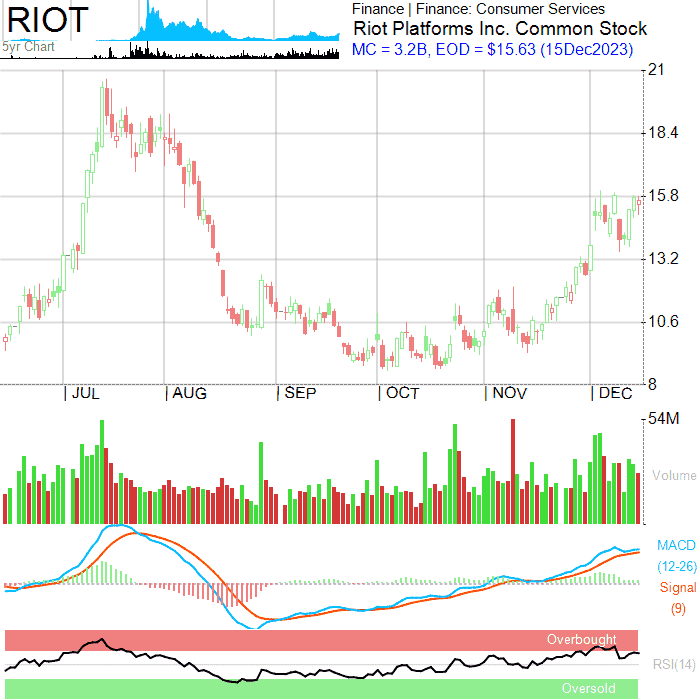 RIOT
5yr Chart
Finance | Finance: Consumer Services
Riot Platforms Inc. Common Stock
MC = 3.2B, EOD = $15.63 (15Dec2023)
21
18.4
15.8
13.2
10.6
8
JUL AUG SEP OCT NOV DEC
54M
Volume
MACD
(12-26)
Signal
(9)
Overbought
RSI(14)
Oversold